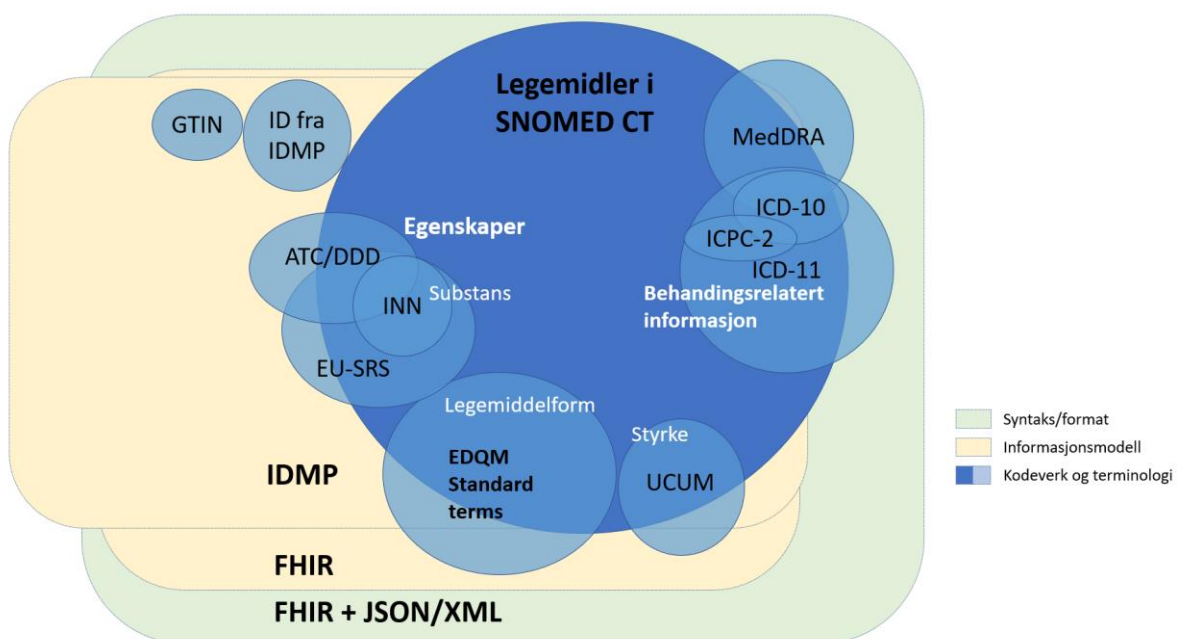 Legemidler i
SNOMED CT
GTIN
ID fra
IDMP
MedDRA
ICD-10
ICPC-2
ICD-11
Egenskaper
ATC/DDD
Substans
INN
EU-SRS
Behandingsrelatert
informasjon
Legemiddelform
EDQM
Standard
terms
Styrke
UCUM
IDMP
FHIR
FHIR + JSON/XML
Syntaks/format
Informasjonsmodell
Kodeverk og terminologi